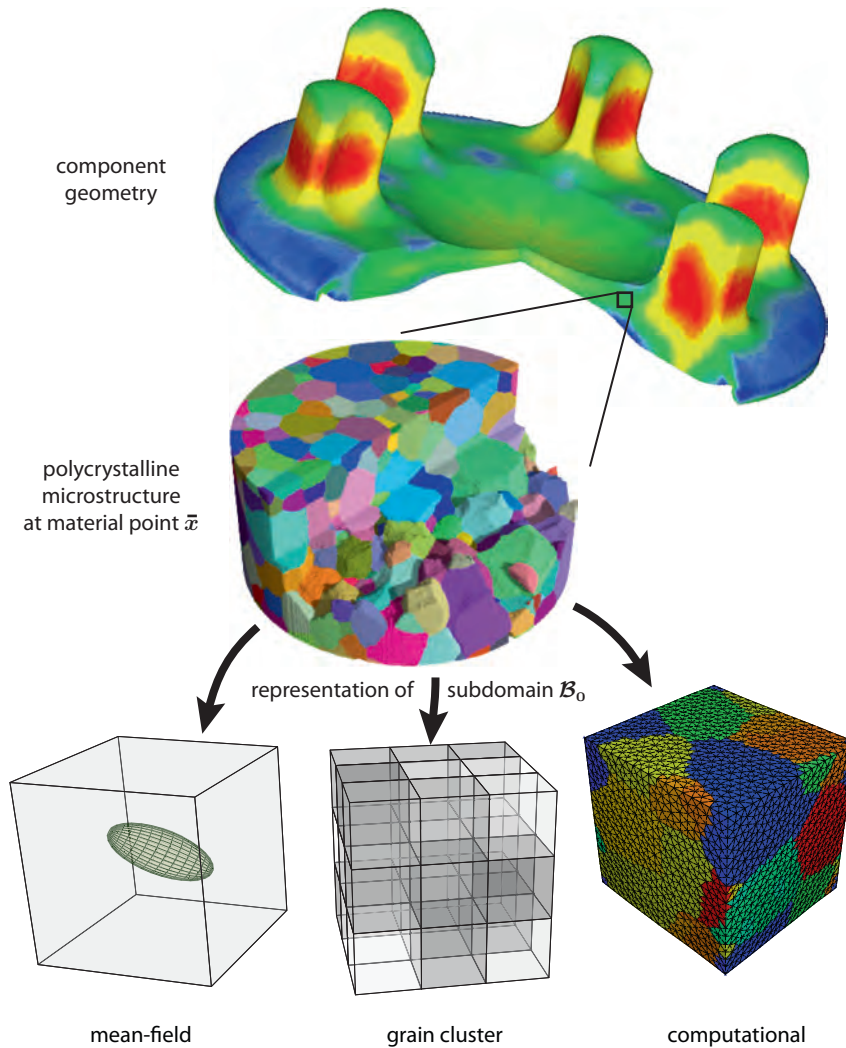 component
geometry
polycrystalline
microstructure
at material point x̄
representation of subdomain 𝓑₀
mean-field
grain cluster
computational